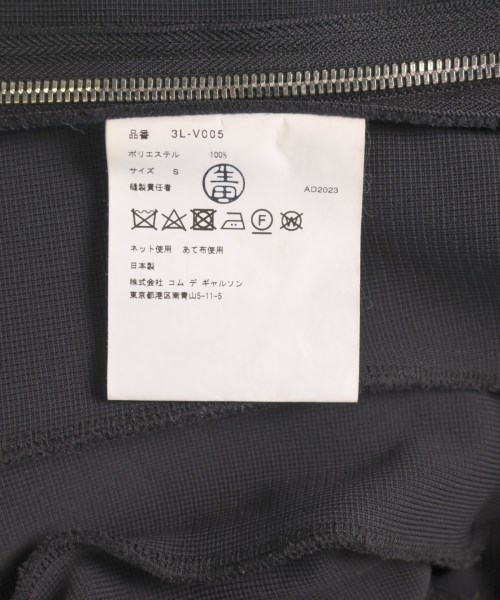 品番 3L-V005
ポリエステル 100%
サイズ S
縫製責任者 生田 AD2023
F W
ネット使用 あて布使用
日本製
株式会社 コム デ ギャルソン
東京都港区南青山5-11-5